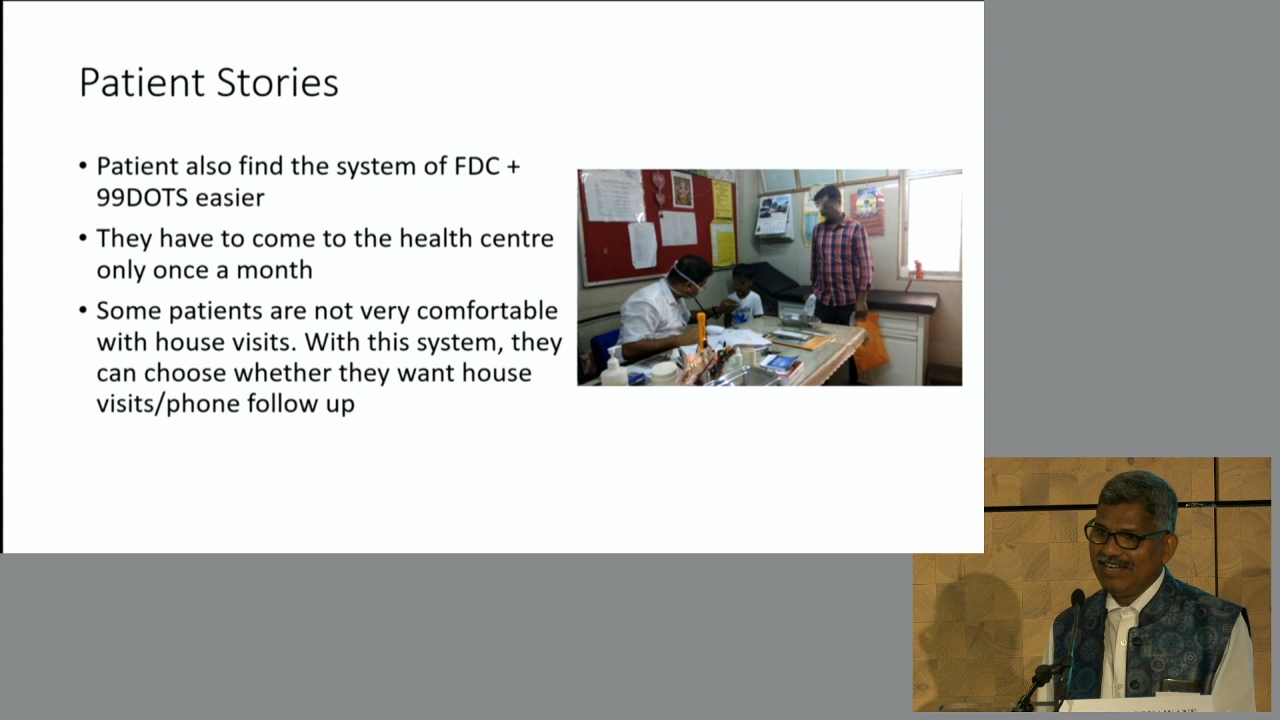 Patient Stories
• Patient also find the system of FDC +
99DOTS easier
• They have to come to the health centre
only once a month
• Some patients are not very comfortable
with house visits. With this system, they
can choose whether they want house
visits/phone follow up